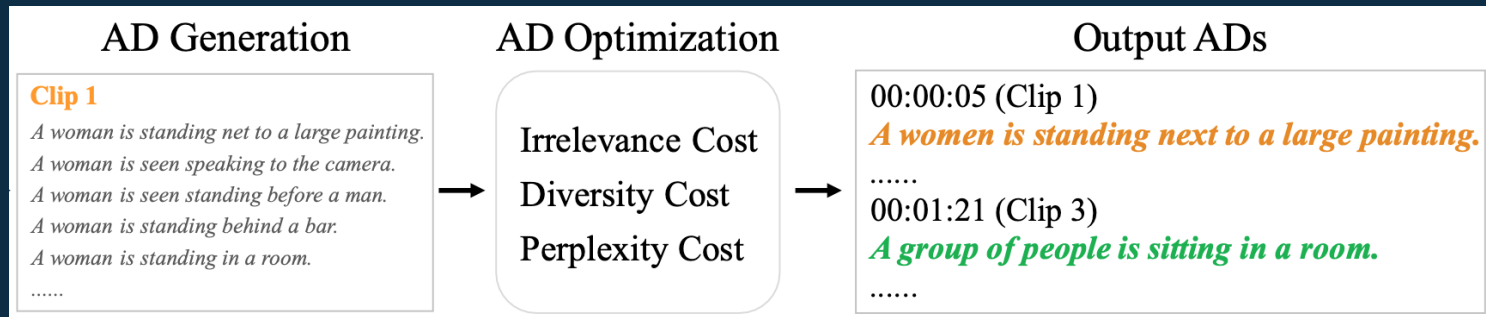 AD Generation
Clip 1
A woman is standing net to a large painting.
A woman is seen speaking to the camera.
A woman is seen standing before a man.
A woman is standing behind a bar.
A woman is standing in a room.
......
AD Optimization
Irrelevance Cost
Diversity Cost
Perplexity Cost
Output ADs
00:00:05 (Clip 1)
A women is standing next to a large painting.
......
00:01:21 (Clip 3)
A group of people is sitting in a room.
......